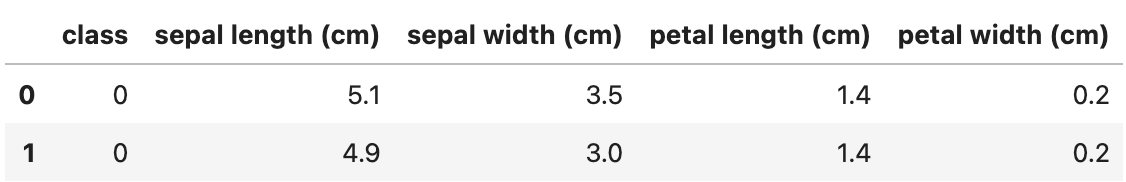 class sepal length (cm) sepal width (cm) petal length (cm) petal width (cm)
0 0 5.1 3.5 1.4 0.2
1 0 4.9 3.0 1.4 0.2